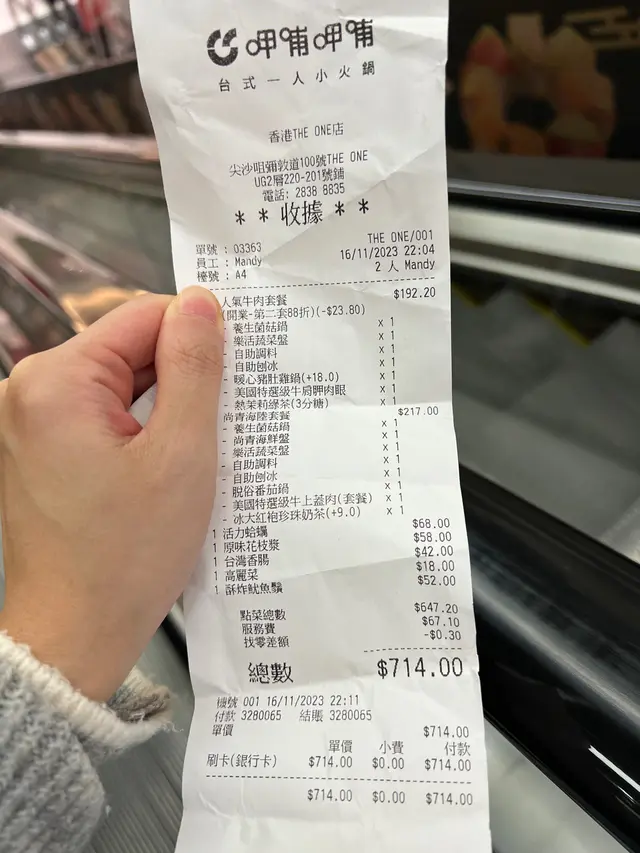 呷哺呷哺
台式一人小火鍋
香港THE ONE店
尖沙咀彌敦道100號THE ONE
UG2層220-201號鋪
電話: 2838 8835
* * 收據 * *
THE ONE/001
單號 : 03363 16/11/2023 22:04
員工 : Mandy 2 人 Mandy
檯號 : A4
人氣牛肉套餐 $192.20
(開業-第二套88折)(-$23.80)
- 養生菌菇鍋 x 1
- 樂活蔬菜盤 x 1
- 自助調料 x 1
- 自助刨冰 x 1
- 暖心豬肚雞鍋(+18.0) x 1
- 美國特選級牛肩胛肉眼 x 1
- 熱茉莉綠茶(3分糖) x 1
尚青海陸套餐 $217.00
- 養生菌菇鍋 x 1
- 尚青海鮮盤 x 1
- 樂活蔬菜盤 x 1
- 自助調料 x 1
- 自助刨冰 x 1
- 脫俗番茄鍋 x 1
- 美國特選級牛上蓋肉(套餐) x 1
- 冰大紅袍珍珠奶茶(+9.0) x 1
1 活力蛤蠣 $68.00
1 原味花枝漿 $58.00
1 台灣香腸 $42.00
1 高麗菜 $18.00
1 酥炸魷魚鬚 $52.00
點菜總數 $647.20
服務費 $67.10
找零差額 -$0.30
總數 $714.00
機號 001 16/11/2023 22:11
付款 3280065 結賬 3280065
單價 $714.00
單價 小費 付款
刷卡(銀行卡) $714.00 $0.00 $714.00
$714.00 $0.00 $714.00